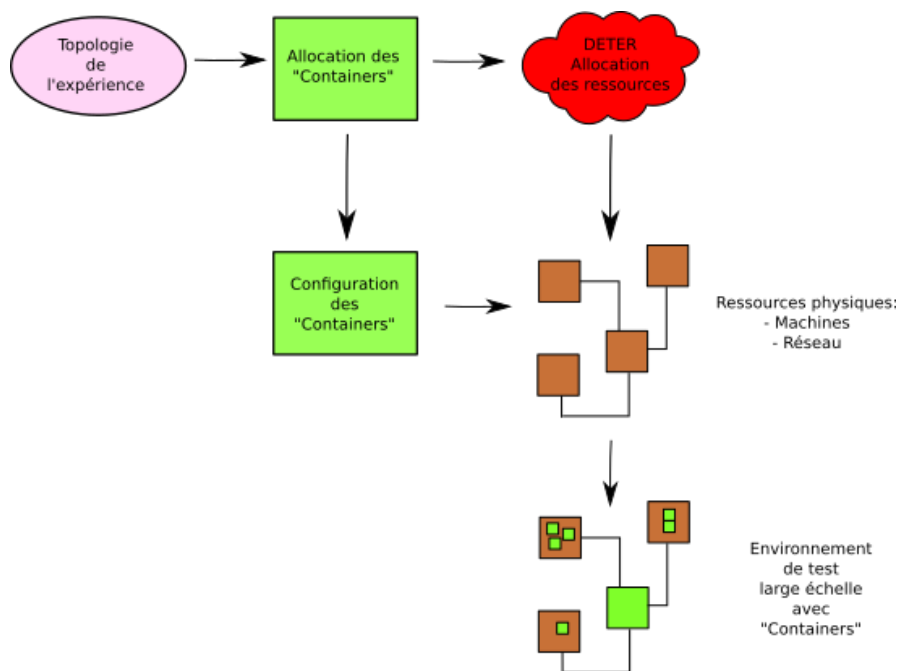 Topologie
de
l'expérience
Allocation des
"Containers"
DETER
Allocation
des ressources
Configuration
des
"Containers"
Ressources physiques:
- Machines
- Réseau
Environnement
de test
large échelle
avec
"Containers"